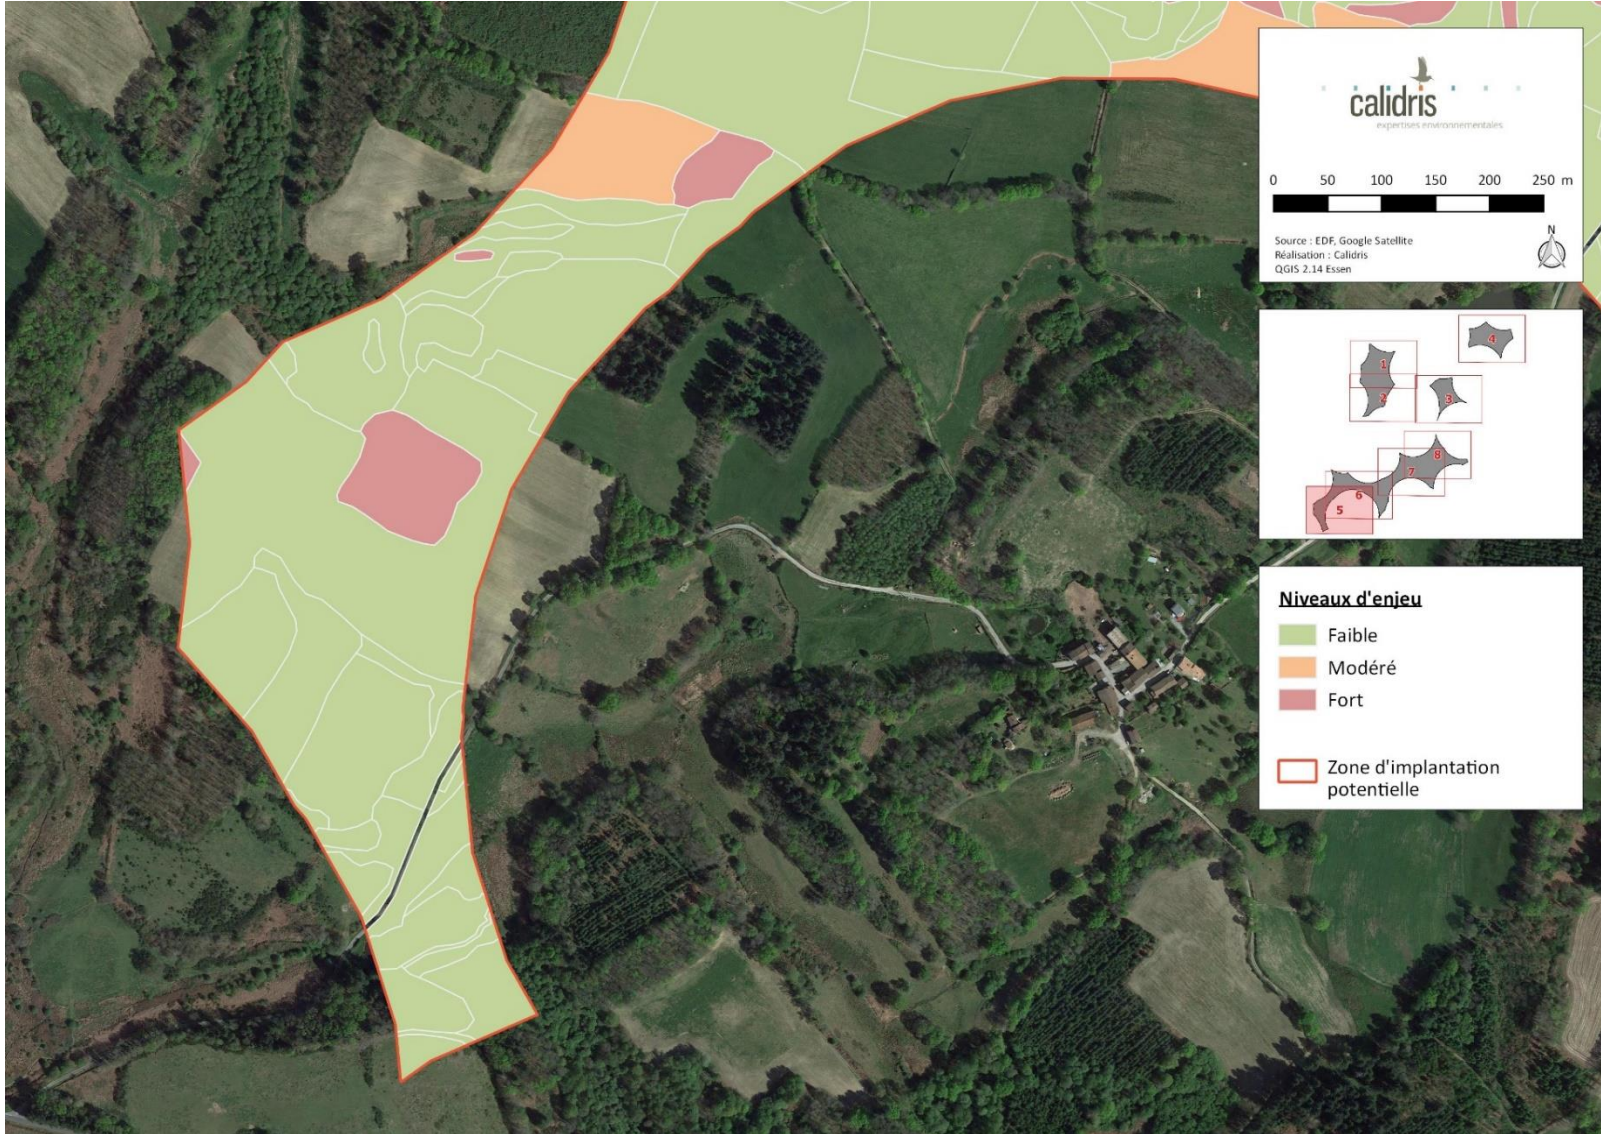 calidris
expertises environnementales
0 50 100 150 200 250 m
Source : EDF, Google Satellite
Réalisation : Calidris
QGIS 2.14 Essen
N
4
1
2
3
8
7
6
5
Niveaux d'enjeu
Faible
Modéré
Fort
Zone d'implantation
potentielle